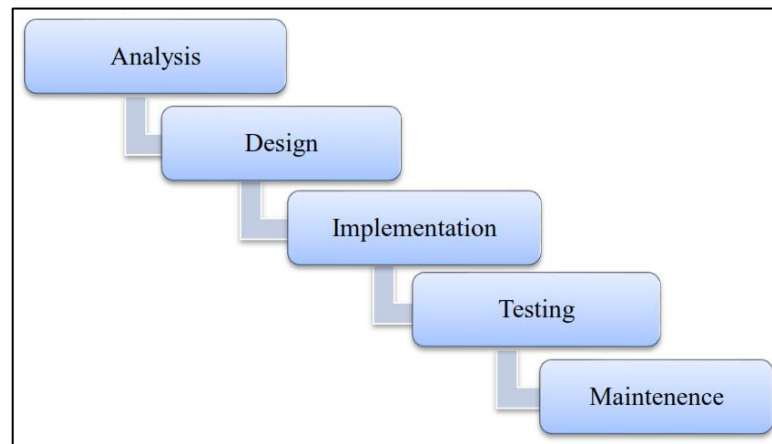 Analysis
Design
Implementation
Testing
Maintenence